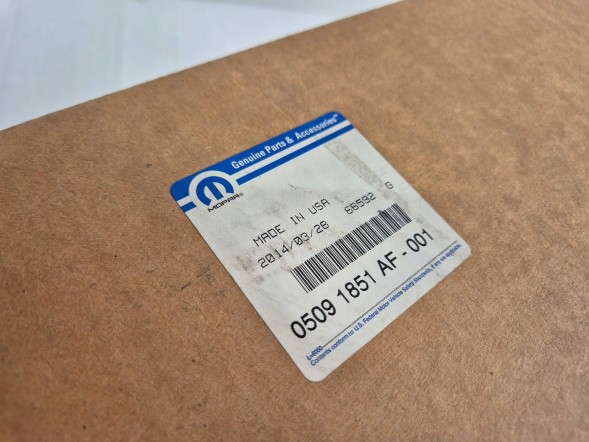 Genuine Parts & Accessories™
MOPAR®
MADE IN USA
2014/03/28 66592 G
0509 1851 AF - 001
Contents conform to U.S. Federal Motor Vehicle Safety Standards, if any are applicable.